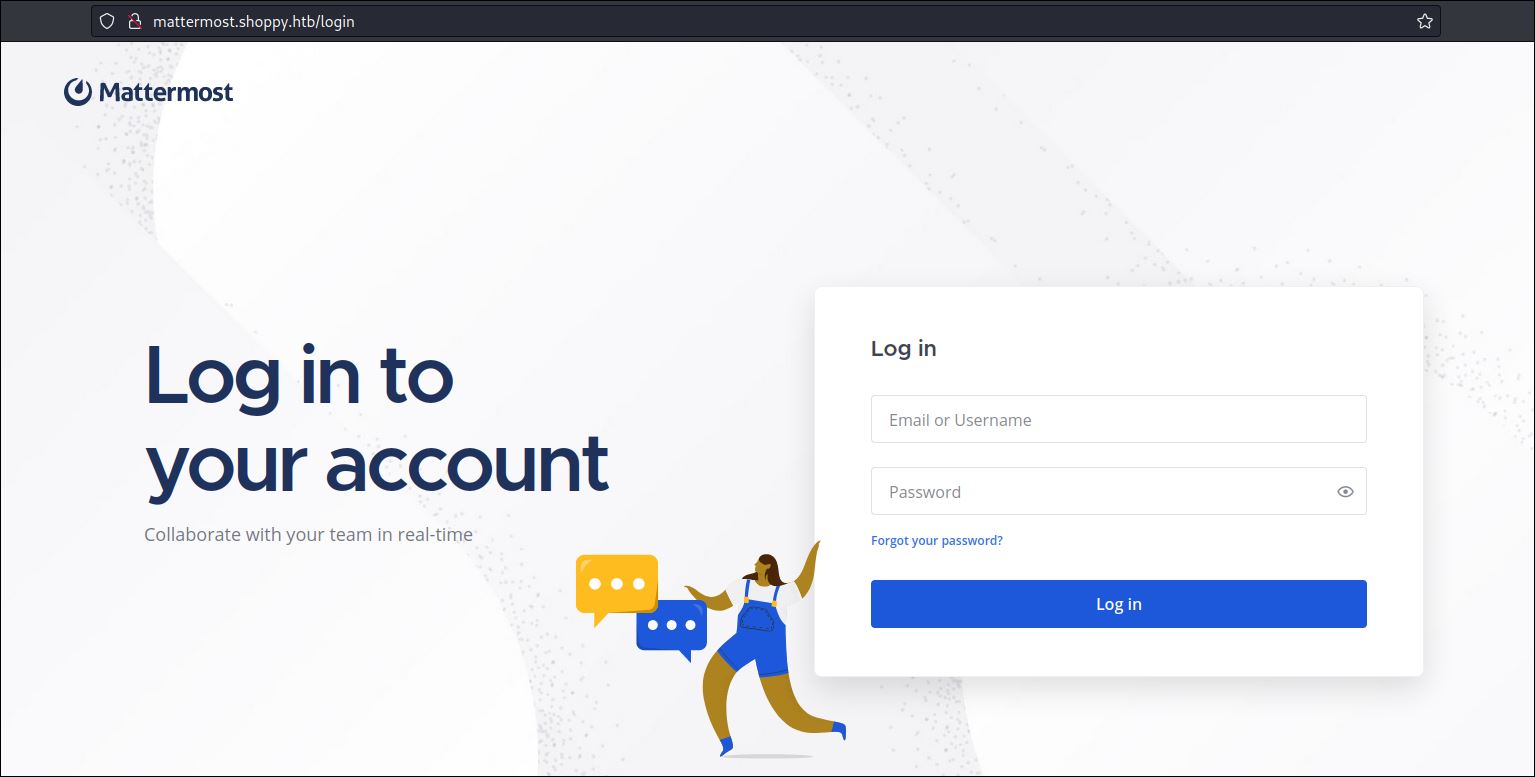 mattermost.shoppy.htb/login
Mattermost
Log in to
your account
Collaborate with your team in real-time
Log in
Email or Username
Password
Forgot your password?
Log in